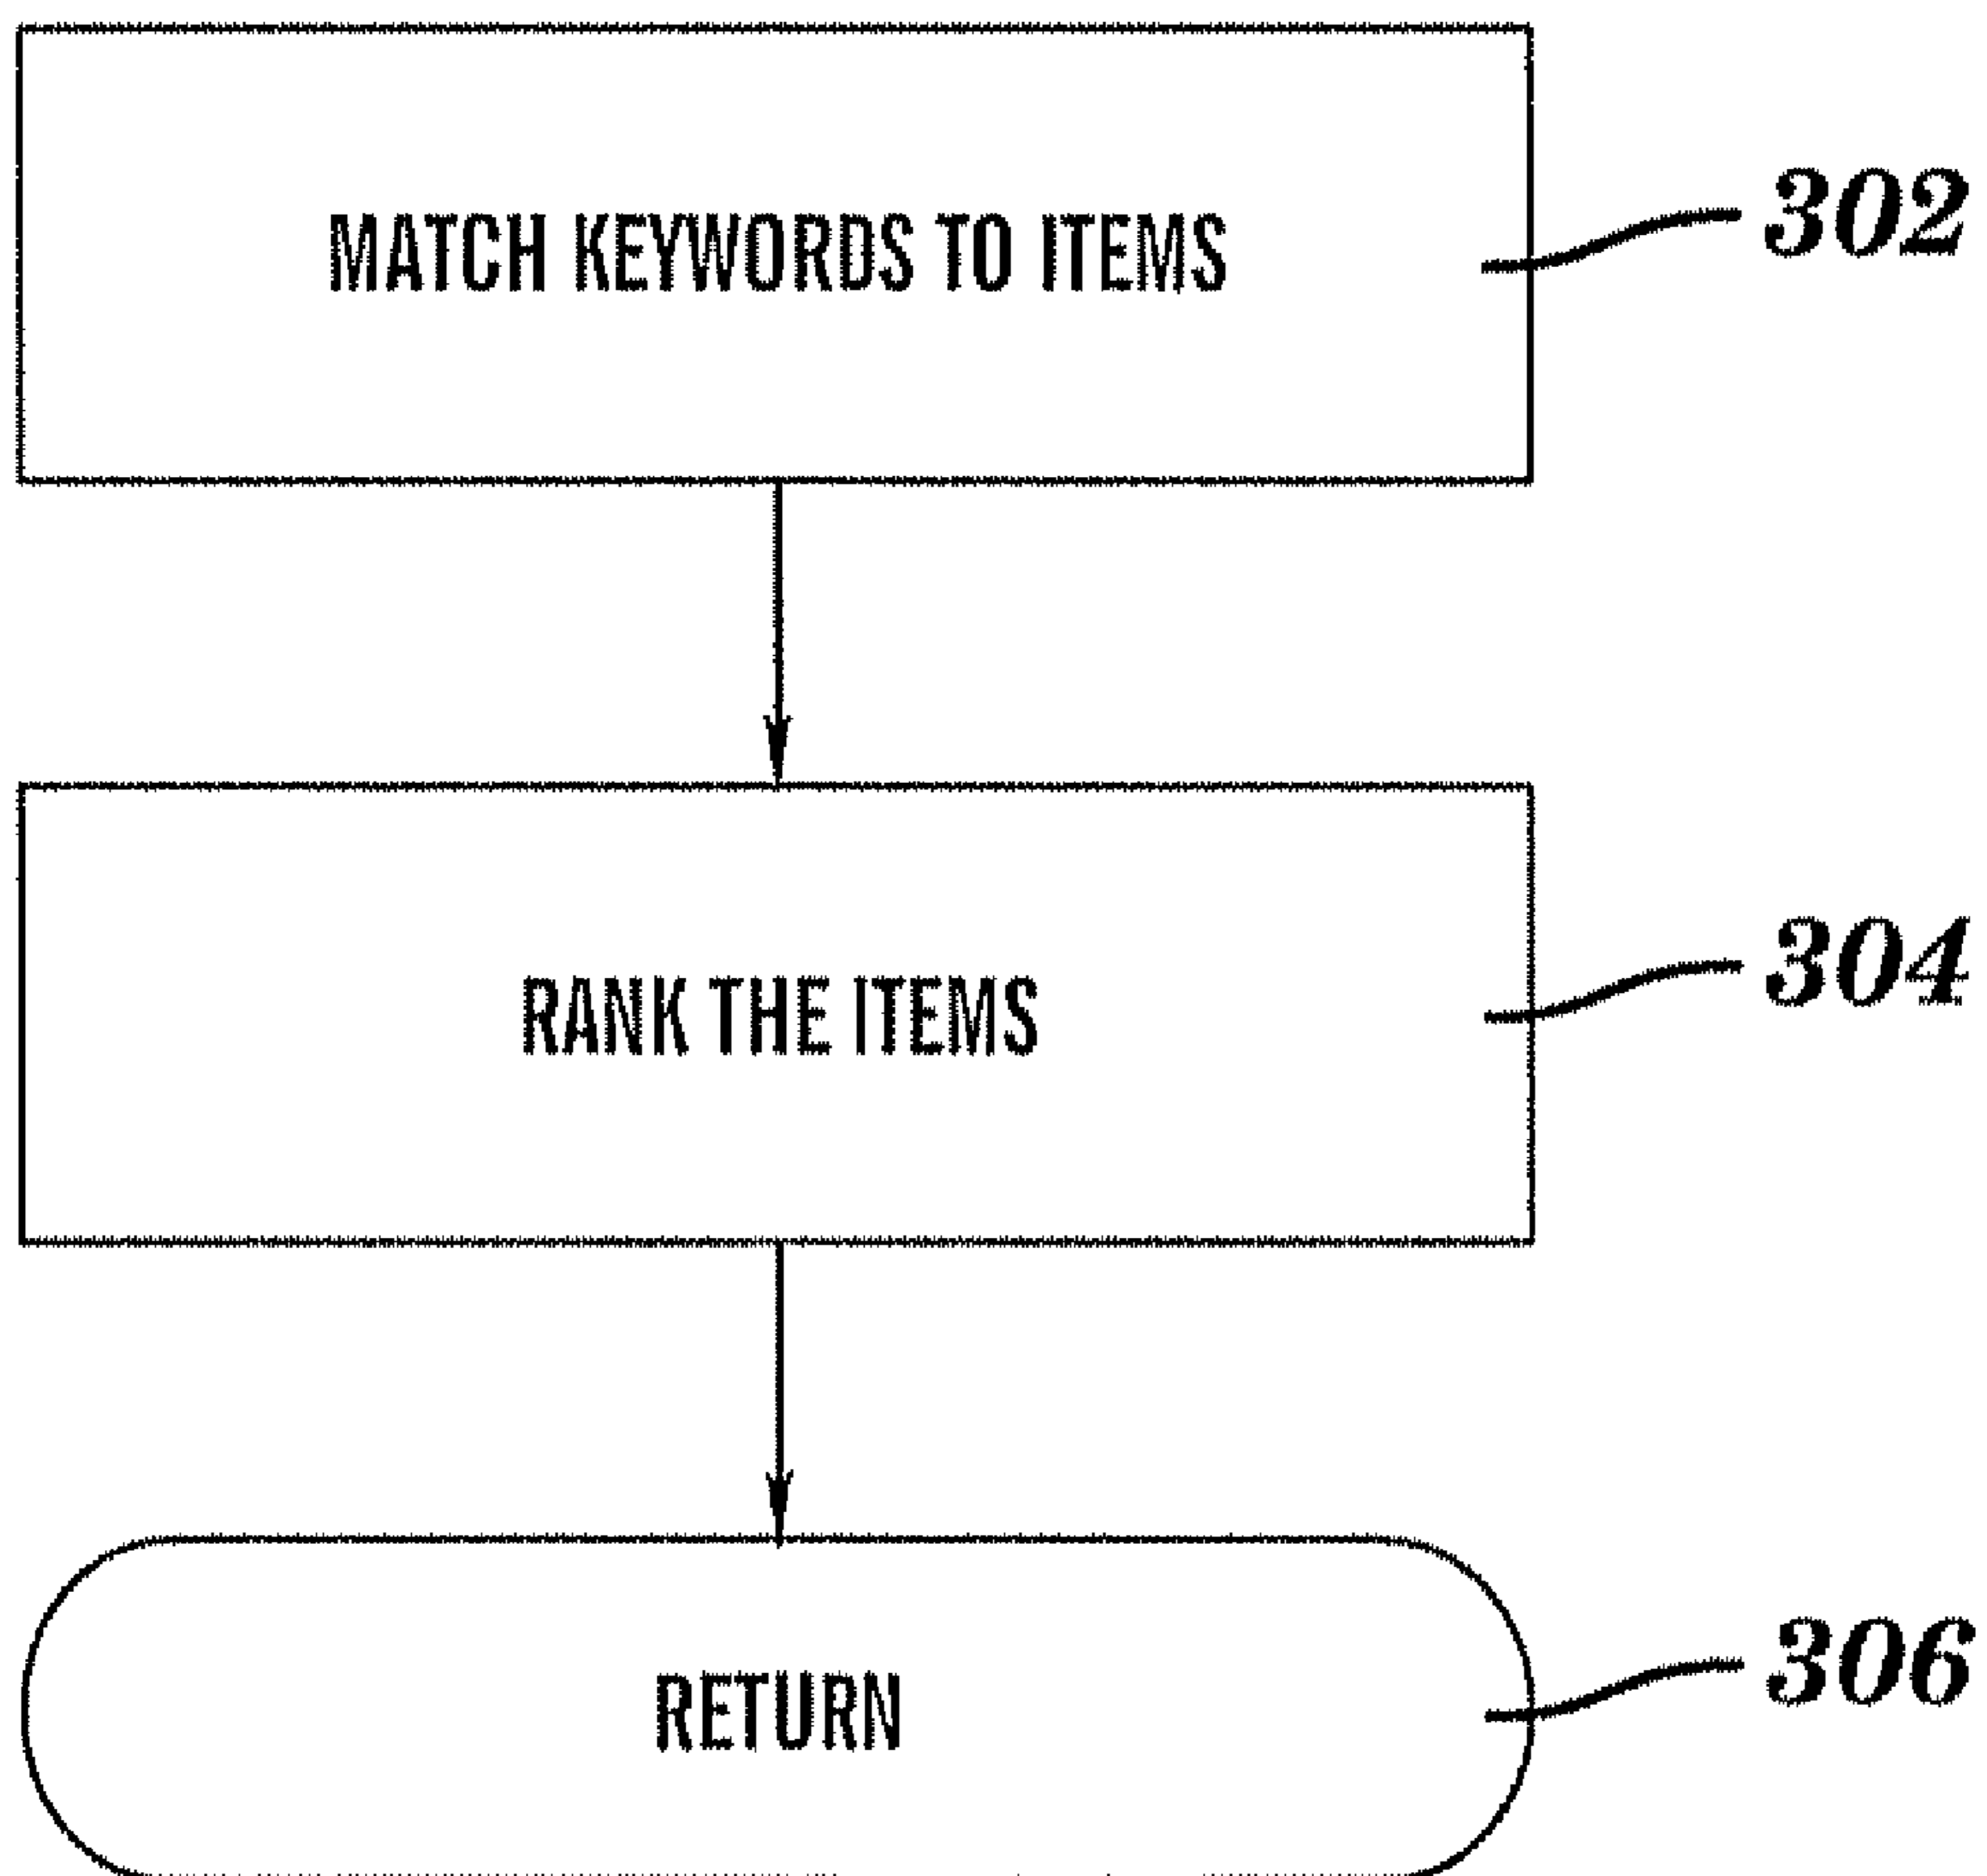 MATCH KEYWORDS TO ITEMS
302
RANK THE ITEMS
304
RETURN
306